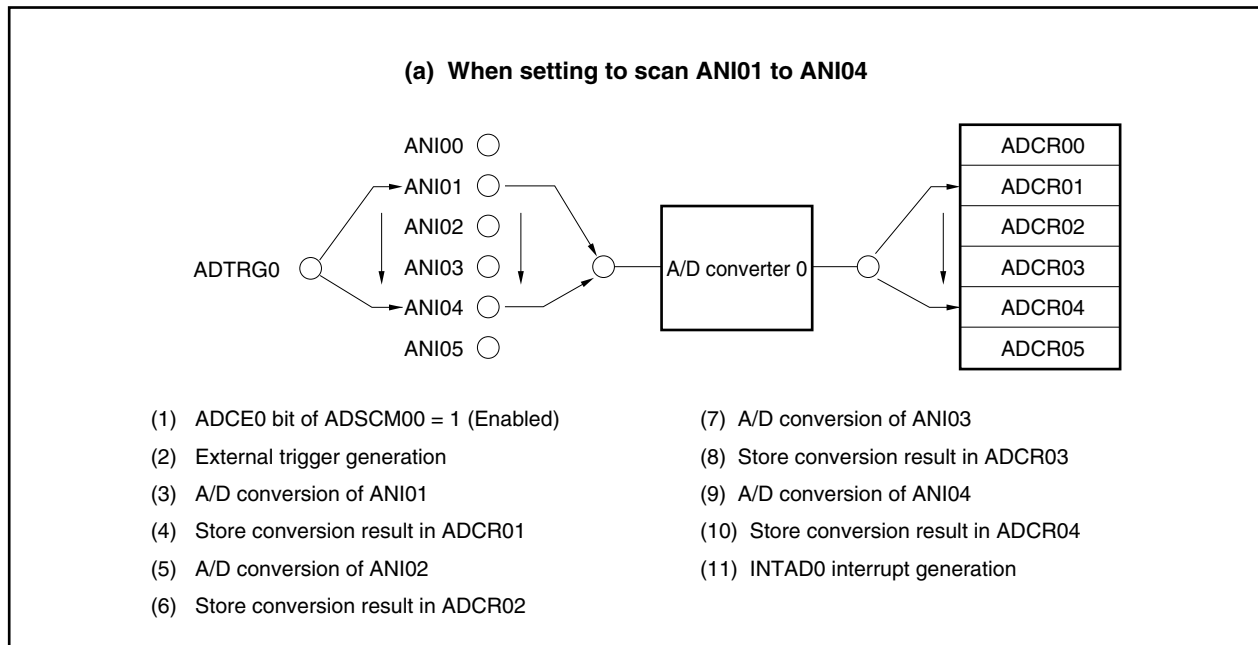 (a) When setting to scan ANI01 to ANI04
ANI00
ANI01
ANI02
ANI03
ANI04
ANI05
ADTRG0
A/D converter 0
ADCR00
ADCR01
ADCR02
ADCR03
ADCR04
ADCR05
(1) ADCE0 bit of ADSCM00 = 1 (Enabled)
(2) External trigger generation
(3) A/D conversion of ANI01
(4) Store conversion result in ADCR01
(5) A/D conversion of ANI02
(6) Store conversion result in ADCR02
(7) A/D conversion of ANI03
(8) Store conversion result in ADCR03
(9) A/D conversion of ANI04
(10) Store conversion result in ADCR04
(11) INTAD0 interrupt generation